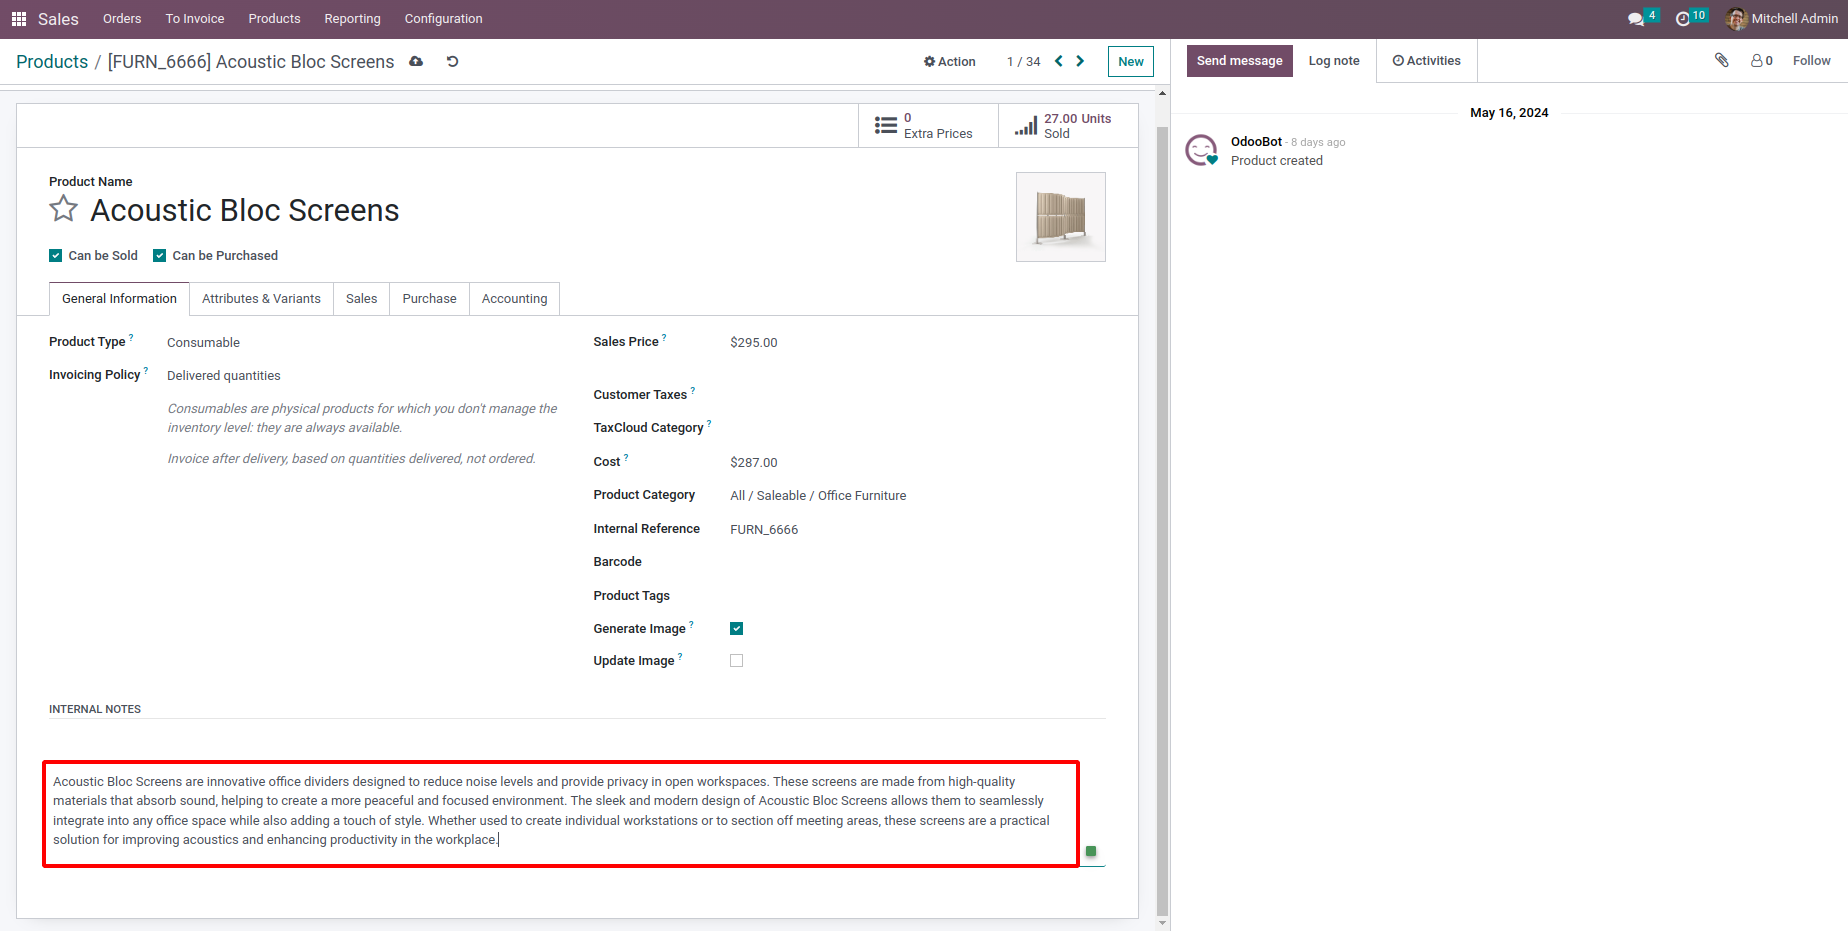 Sales Orders To Invoice Products Reporting Configuration 4 10 Mitchell Admin
Products / [FURN_6666] Acoustic Bloc Screens Action 1 / 34 New
Send message Log note Activities 0 Follow
0
Extra Prices
27.00 Units
Sold
May 16, 2024
OdooBot - 8 days ago
Product created
Product Name
Acoustic Bloc Screens
Can be Sold Can be Purchased
General Information Attributes & Variants Sales Purchase Accounting
Product Type ? Consumable
Invoicing Policy ? Delivered quantities
Consumables are physical products for which you don't manage the
inventory level: they are always available.
Invoice after delivery, based on quantities delivered, not ordered.
Sales Price ? $295.00
Customer Taxes ?
TaxCloud Category ?
Cost ? $287.00
Product Category All / Saleable / Office Furniture
Internal Reference FURN_6666
Barcode
Product Tags
Generate Image ?
Update Image ?
INTERNAL NOTES
Acoustic Bloc Screens are innovative office dividers designed to reduce noise levels and provide privacy in open workspaces. These screens are made from high-quality
materials that absorb sound, helping to create a more peaceful and focused environment. The sleek and modern design of Acoustic Bloc Screens allows them to seamlessly
integrate into any office space while also adding a touch of style. Whether used to create individual workstations or to section off meeting areas, these screens are a practical
solution for improving acoustics and enhancing productivity in the workplace.